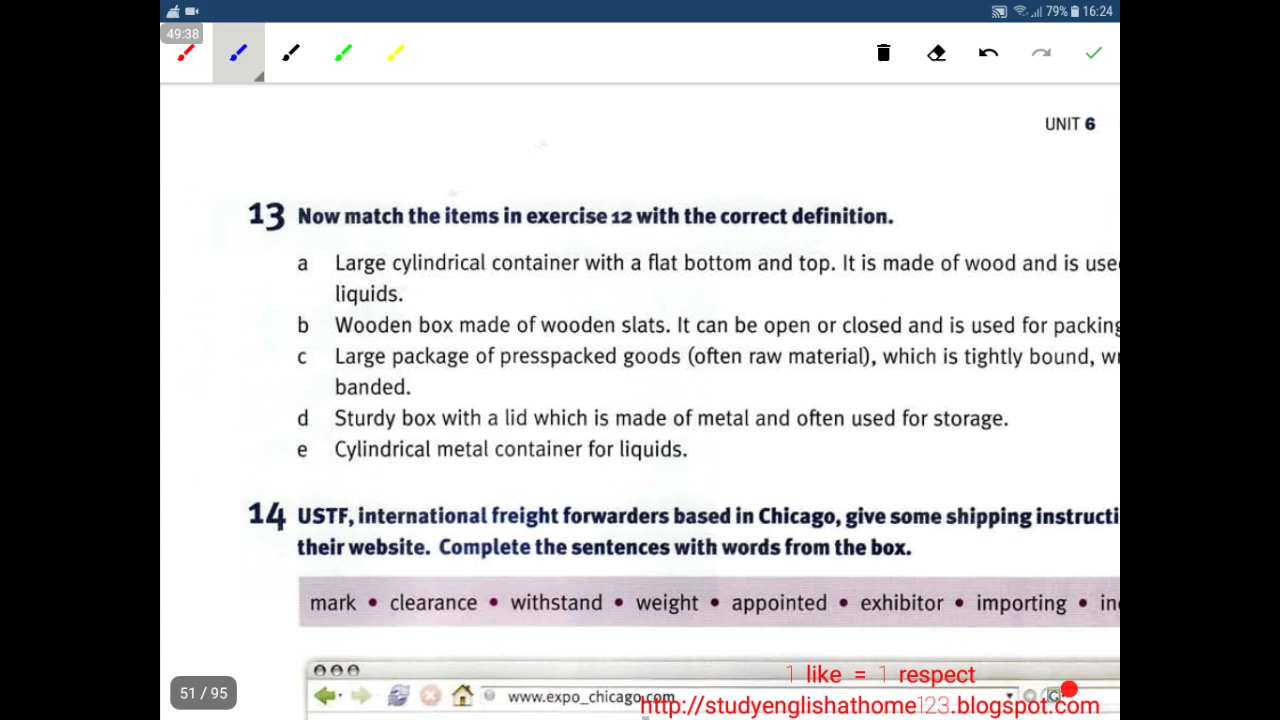 79% 16:24
49:38
UNIT 6
13 Now match the items in exercise 12 with the correct definition.
a Large cylindrical container with a flat bottom and top. It is made of wood and is use
liquids.
b Wooden box made of wooden slats. It can be open or closed and is used for packing
c Large package of presspacked goods (often raw material), which is tightly bound, w
banded.
d Sturdy box with a lid which is made of metal and often used for storage.
e Cylindrical metal container for liquids.
14 USTF, international freight forwarders based in Chicago, give some shipping instructi
their website. Complete the sentences with words from the box.
mark • clearance • withstand • weight • appointed • exhibitor • importing • in
1 like = 1 respect
51 / 95
www.expo_chicago.com
http://studyenglishathome123.blogspot.com